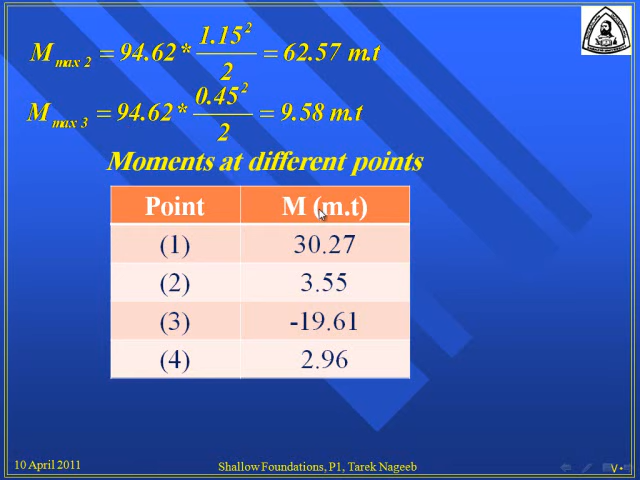 M max 2 = 94.62 * 1.15² / 2 = 62.57 m.t
M max 3 = 94.62 * 0.45² / 2 = 9.58 m.t
Moments at different points
Point M (m.t)
(1) 30.27
(2) 3.55
(3) -19.61
(4) 2.96
10 April 2011 Shallow Foundations, P1, Tarek Nageeb V•